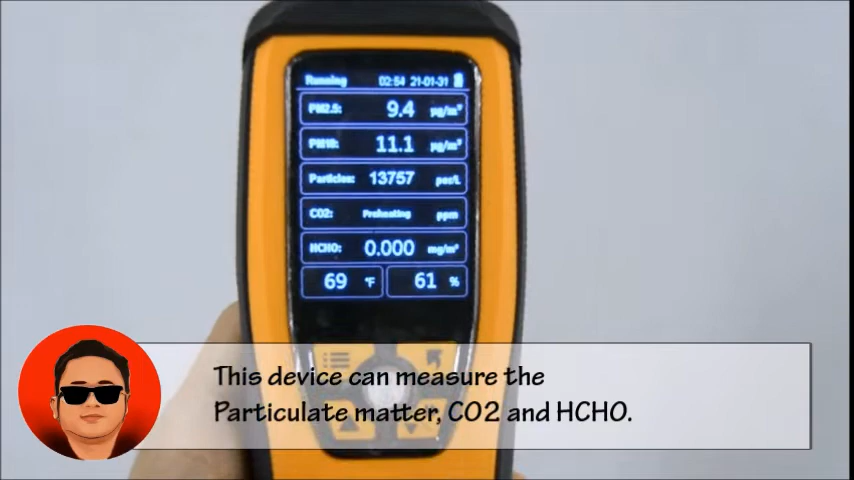 Running 02:54 21-01-31
PM2.5: 9.4 µg/m³
PM10: 11.1 µg/m³
Particles: 13757 pcs/L
CO2: Preheating ppm
HCHO: 0.000 mg/m³
69 °F 61 %
This device can measure the
Particulate matter, CO2 and HCHO.